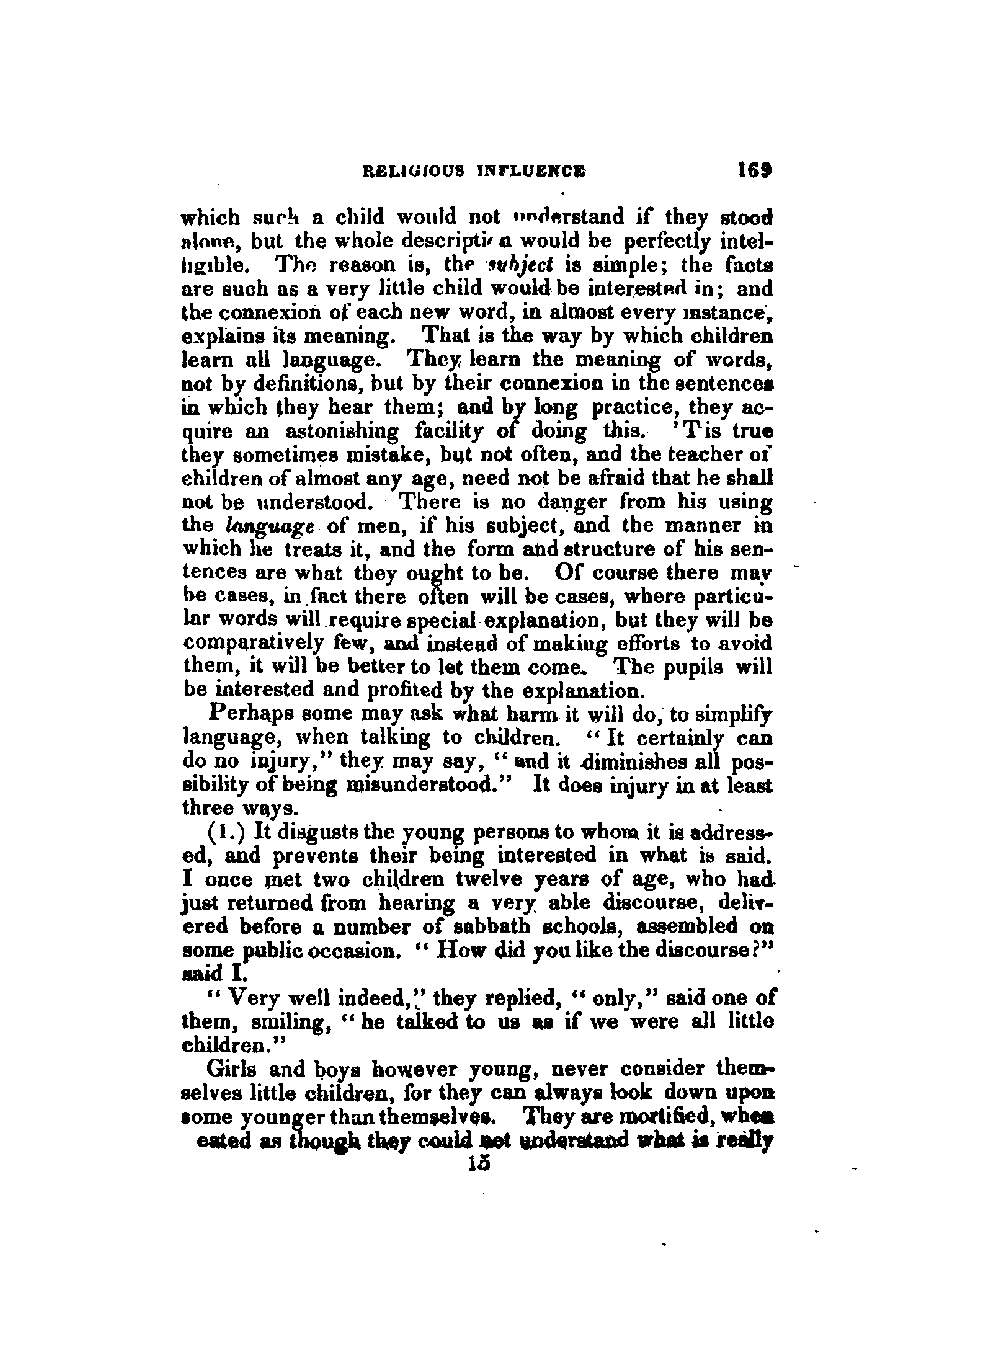 RELIGIOUS INFLUENCE 169
which such a child would not understand if they stood
alone, but the whole descripti n would be perfectly intel-
ligible. The reason is, the subject is simple; the facts
are such as a very little child would be interested in; and
the connexion of each new word, in almost every instance,
explains its meaning. That is the way by which children
learn all language. They learn the meaning of words,
not by definitions, but by their connexion in the sentences
in which they hear them; and by long practice, they ac-
quire an astonishing facility of doing this. 'Tis true
they sometimes mistake, but not often, and the teacher of
children of almost any age, need not be afraid that he shall
not be understood. There is no danger from his using
the language of men, if his subject, and the manner in
which he treats it, and the form and structure of his sen-
tences are what they ought to be. Of course there may
be cases, in fact there often will be cases, where particu-
lar words will require special explanation, but they will be
comparatively few, and instead of making efforts to avoid
them, it will be better to let them come. The pupils will
be interested and profited by the explanation.
Perhaps some may ask what harm it will do, to simplify
language, when talking to children. "It certainly can
do no injury," they may say, "and it diminishes all pos-
sibility of being misunderstood." It does injury in at least
three ways.
(1.) It disgusts the young persons to whom it is address-
ed, and prevents their being interested in what is said.
I once met two children twelve years of age, who had
just returned from hearing a very able discourse, deliv-
ered before a number of sabbath schools, assembled on
some public occasion. "How did you like the discourse?"
said I.
"Very well indeed," they replied, "only," said one of
them, smiling, "he talked to us as if we were all little
children."
Girls and boys however young, never consider them-
selves little children, for they can always look down upon
some younger than themselves. They are mortified, when
eated as though they could not understand what is really
15